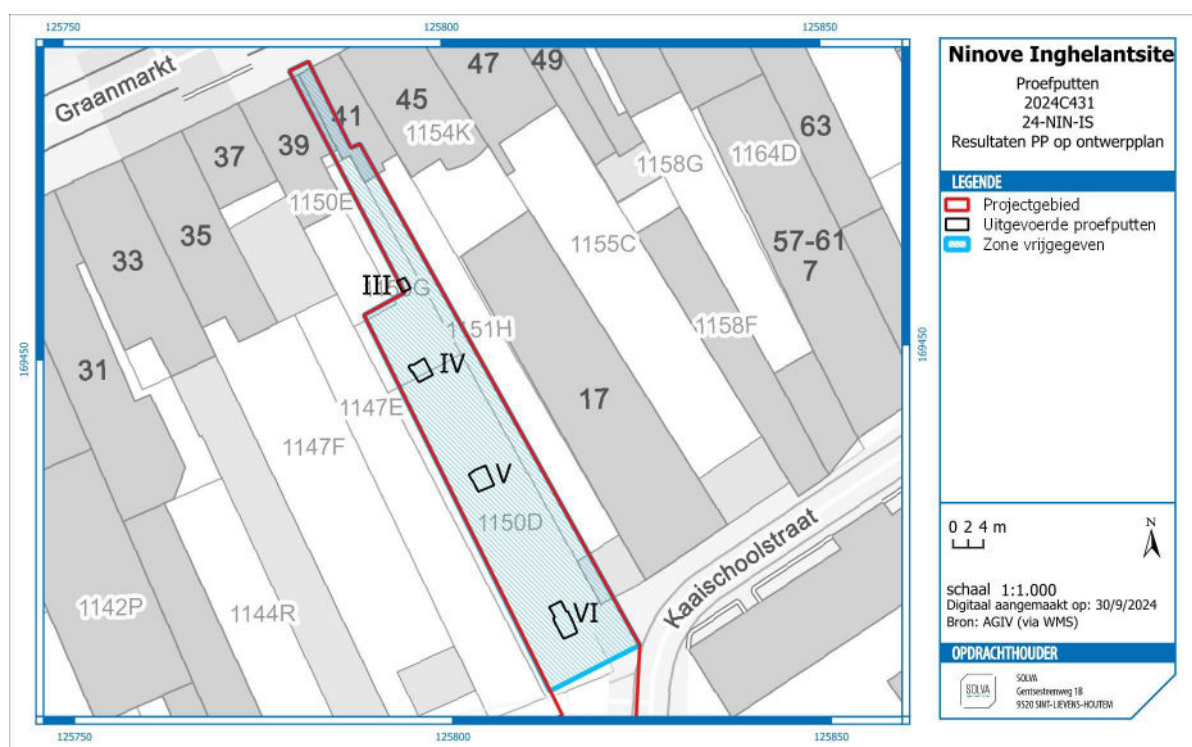 125750
125800
125850
Graanmarkt
47
49
41
45
1154K
63
1164D
39
37
1158G
1150E
35
33
1155C
57-61
7
III
1150G
1151H
1158F
169450
169450
IV
31
17
1147E
1147F
V
1150D
Kaaischoolstraat
1142P
1144R
VI
125750
125800
125850
Ninove Inghelantsite
Proefputten
2024C431
24-NIN-IS
Resultaten PP op ontwerpplan
LEGENDE
Projectgebied
Uitgevoerde proefputten
Zone vrijgegeven
0 2 4 m
N
schaal 1:1.000
Digitaal aangemaakt op: 30/9/2024
Bron: AGIV (via WMS)
OPDRACHTHOUDER
SOLVA
SOLVA
Gentsesteenweg 1B
9520 SINT-LIEVENS-HOUTEM